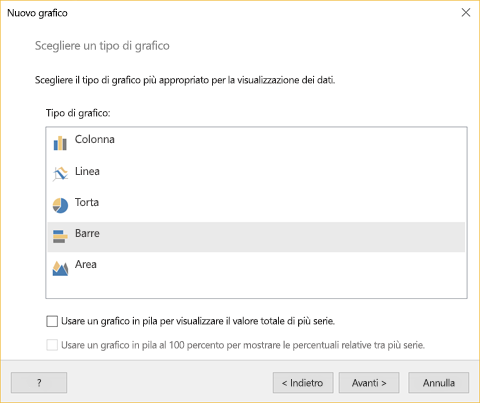 Nuovo grafico
Scegliere un tipo di grafico
Scegliere il tipo di grafico più appropriato per la visualizzazione dei dati.
Tipo di grafico:
Colonna
Linea
Torta
Barre
Area
Usare un grafico in pila per visualizzare il valore totale di più serie.
Usare un grafico in pila al 100 percento per mostrare le percentuali relative tra più serie.
?
< Indietro
Avanti >
Annulla